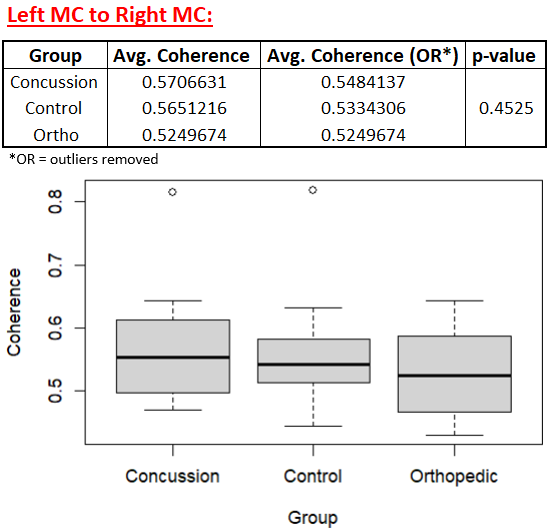 Left MC to Right MC:
Group Avg. Coherence Avg. Coherence (OR*) p-value
Concussion 0.5706631 0.5484137
Control 0.5651216 0.5334306 0.4525
Ortho 0.5249674 0.5249674
*OR = outliers removed
0.8
0.7
0.6
0.5
Coherence
Concussion Control Orthopedic
Group